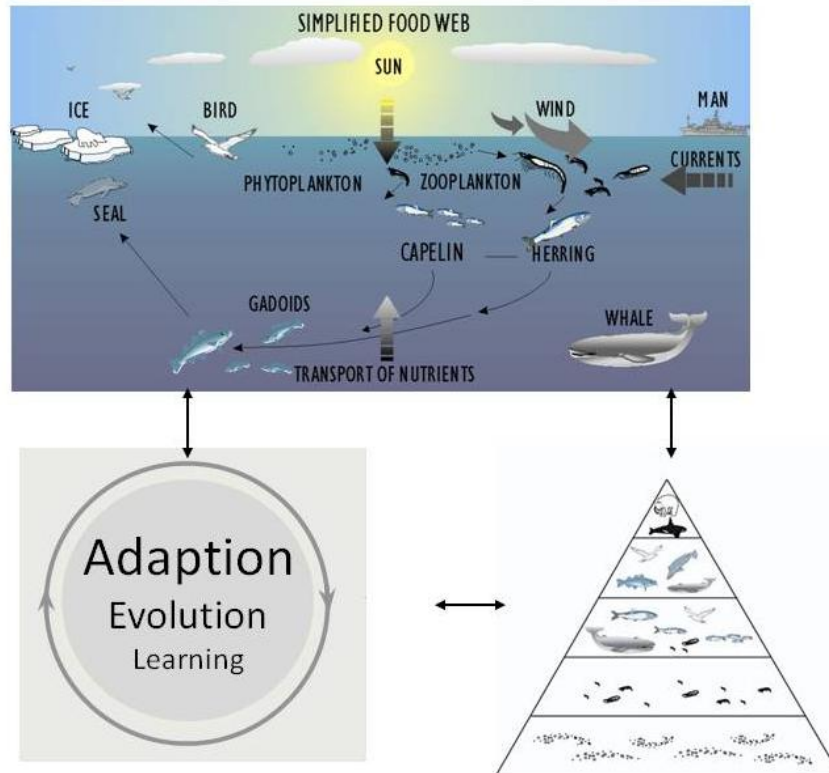 SIMPLIFIED FOOD WEB
SUN
ICE
BIRD
WIND
MAN
CURRENTS
PHYTOPLANKTON
ZOOPLANKTON
SEAL
CAPELIN
HERRING
GADOIDS
WHALE
TRANSPORT OF NUTRIENTS
Adaption
Evolution
Learning